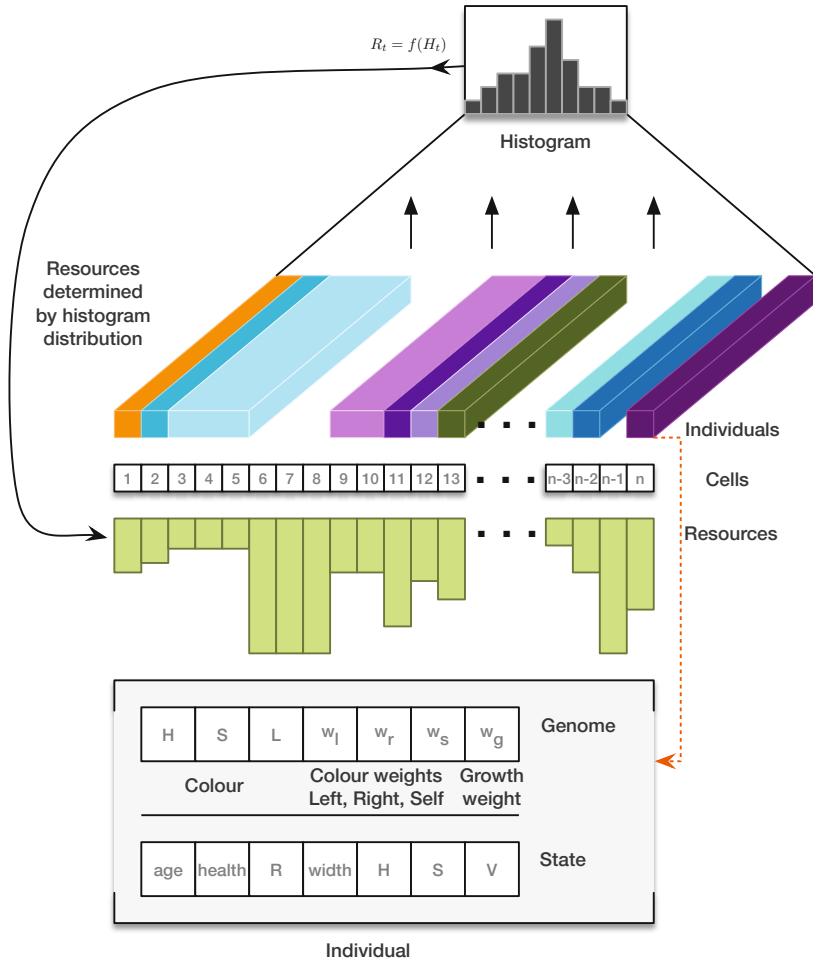 R_t = f(H_t)
Histogram
Resources
determined
by histogram
distribution
Individuals
1 2 3 4 5 6 7 8 9 10 11 12 13 n-3 n-2 n-1 n
Cells
Resources
H S L w_l w_r w_s w_g
Genome
Colour
Colour weights
Left, Right, Self
Growth
weight
age health R width H S V
State
Individual